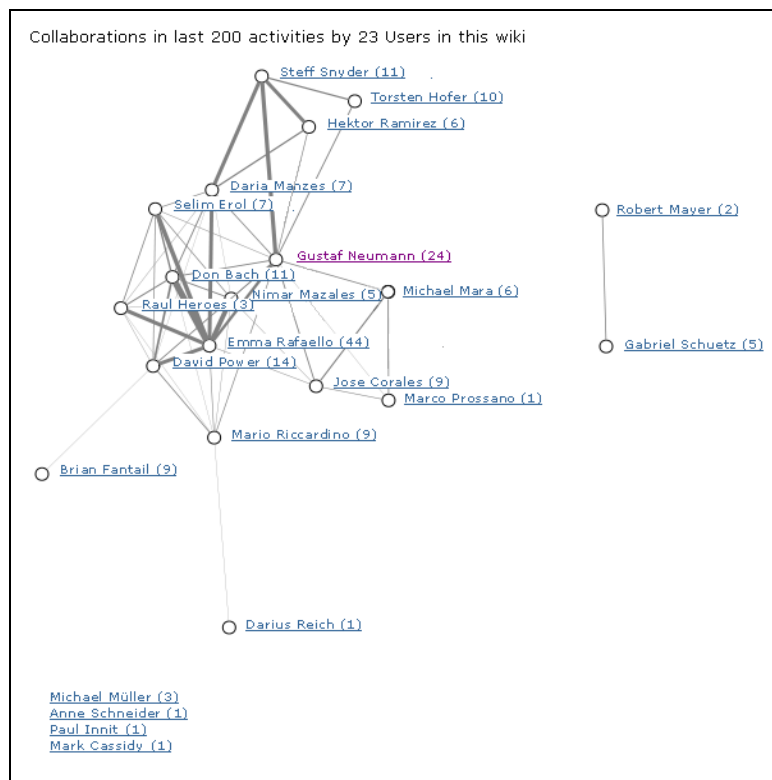 Collaborations in last 200 activities by 23 Users in this wiki
Steff Snyder (11)
Torsten Hofer (10)
Hektor Ramirez (6)
Daria Manzes (7)
Selim Erol (7)
Robert Mayer (2)
Gustaf Neumann (24)
Don Bach (11)
Nimar Mazales (5)
Michael Mara (6)
Raul Heroes (3)
Emma Rafaello (44)
Gabriel Schuetz (5)
David Power (14)
Jose Corales (9)
Marco Prossano (1)
Mario Riccardino (9)
Brian Fantail (9)
Darius Reich (1)
Michael Müller (3)
Anne Schneider (1)
Paul Innit (1)
Mark Cassidy (1)